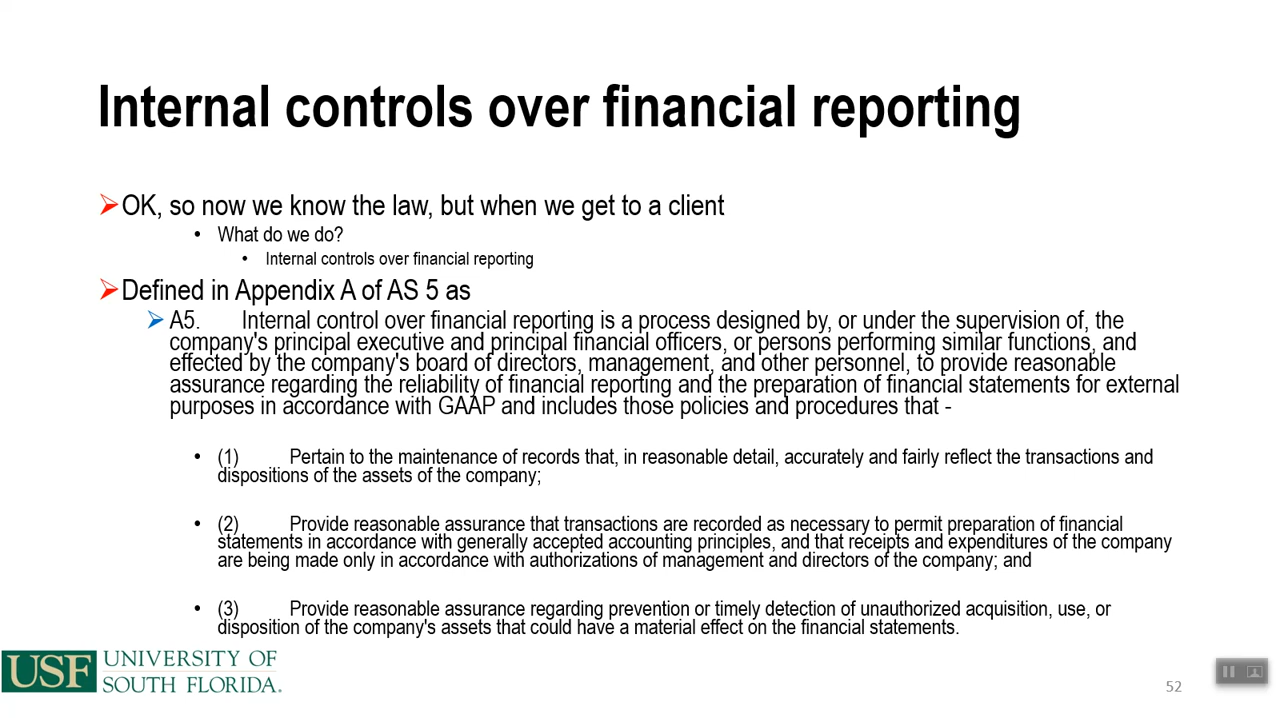 Internal controls over financial reporting
OK, so now we know the law, but when we get to a client
• What do we do?
• Internal controls over financial reporting
Defined in Appendix A of AS 5 as
A5. Internal control over financial reporting is a process designed by, or under the supervision of, the
company's principal executive and principal financial officers, or persons performing similar functions, and
effected by the company's board of directors, management, and other personnel, to provide reasonable
assurance regarding the reliability of financial reporting and the preparation of financial statements for external
purposes in accordance with GAAP and includes those policies and procedures that -
• (1) Pertain to the maintenance of records that, in reasonable detail, accurately and fairly reflect the transactions and
dispositions of the assets of the company;
• (2) Provide reasonable assurance that transactions are recorded as necessary to permit preparation of financial
statements in accordance with generally accepted accounting principles, and that receipts and expenditures of the company
are being made only in accordance with authorizations of management and directors of the company; and
• (3) Provide reasonable assurance regarding prevention or timely detection of unauthorized acquisition, use, or
disposition of the company's assets that could have a material effect on the financial statements.
USF UNIVERSITY OF
SOUTH FLORIDA.
52